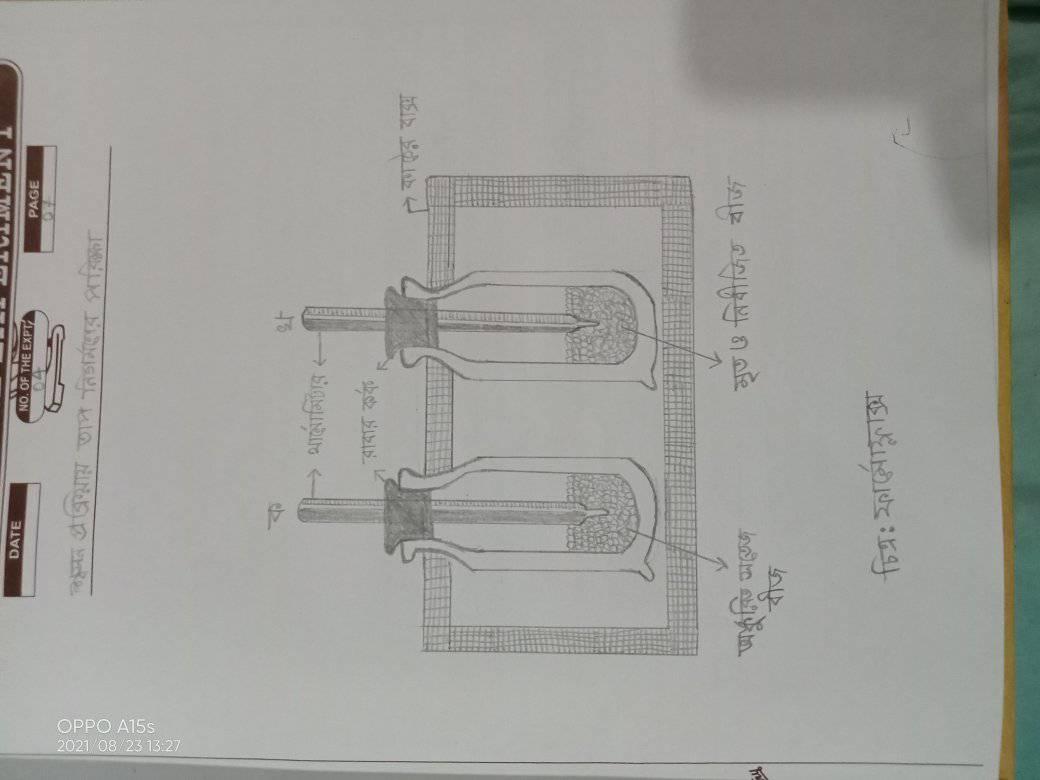 EXPERIMENT
DATE
NO. OF THE EXPT.
04
PAGE
07
শ্বসন প্রক্রিয়ায় তাপ নির্গমণের পরিক্ষা
ক
খ
থার্মোমিটার
রাবার কর্ক
কাঠের বাক্স
অঙ্কুরিত সতেজ
বীজ
মৃত ও নির্বীজিত বীজ
চিত্র: ফার্মোফ্লাক্স
OPPO A15s
2021 08 23 13:27